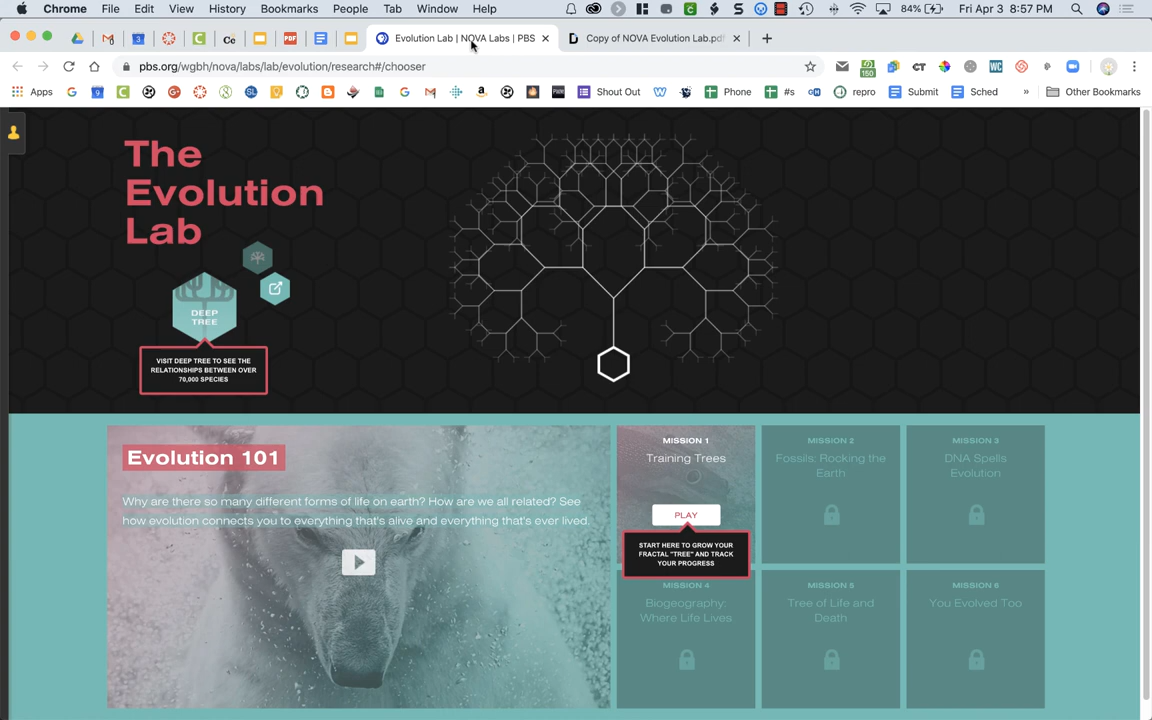 Chrome File Edit View History Bookmarks People Tab Window Help 84% Fri Apr 3 8:57 PM
Evolution Lab | NOVA Labs | PBS Copy of NOVA Evolution Lab.pdf
pbs.org/wgbh/nova/labs/lab/evolution/research#/chooser
Apps Shout Out Phone #s repro Submit Sched » Other Bookmarks
The
Evolution
Lab
DEEP
TREE
VISIT DEEP TREE TO SEE THE
RELATIONSHIPS BETWEEN OVER
70,000 SPECIES
Evolution 101
Why are there so many different forms of life on earth? How are we all related? See
how evolution connects you to everything that's alive and everything that's ever lived.
MISSION 1
Training Trees
PLAY
START HERE TO GROW YOUR
FRACTAL "TREE" AND TRACK
YOUR PROGRESS
MISSION 2
Fossils: Rocking the
Earth
MISSION 3
DNA Spells
Evolution
MISSION 4
Biogeography:
Where Life Lives
MISSION 5
Tree of Life and
Death
MISSION 6
You Evolved Too